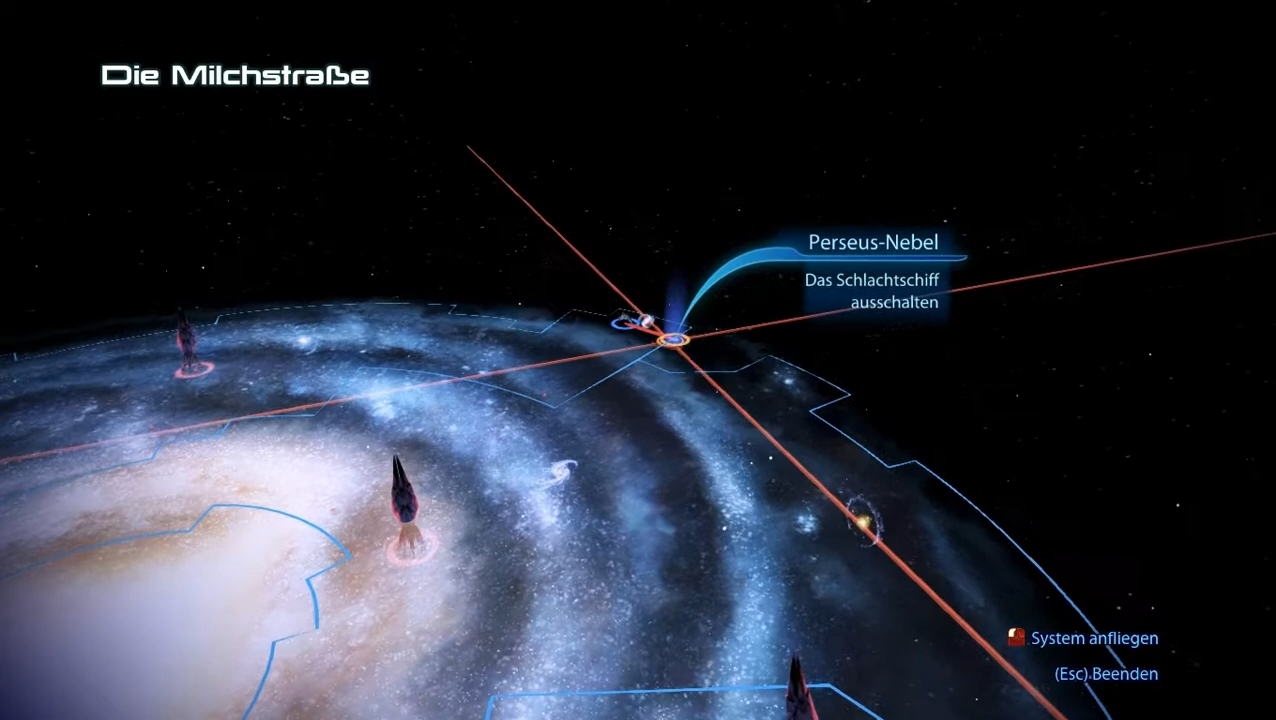 Die Milchstraße
Perseus-Nebel
Das Schlachtschiff
ausschalten
System anfliegen
(Esc) Beenden